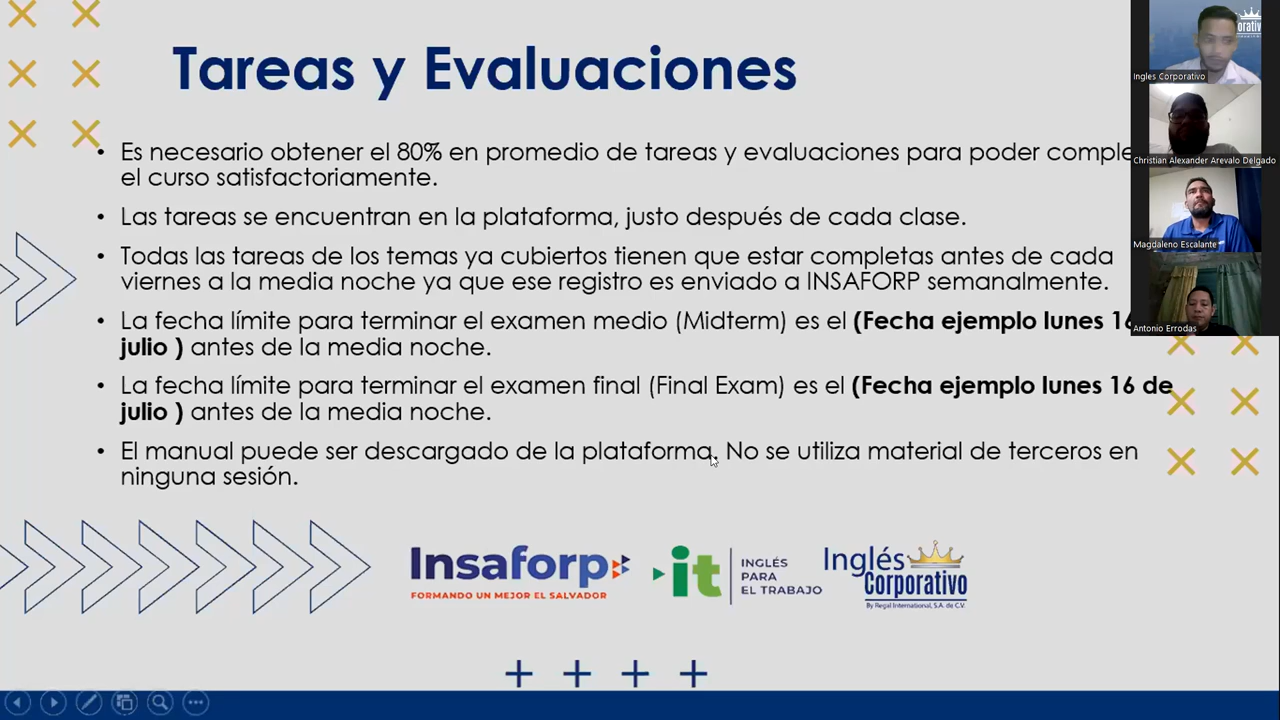 Tareas y Evaluaciones
• Es necesario obtener el 80% en promedio de tareas y evaluaciones para poder comple
el curso satisfactoriamente.
• Las tareas se encuentran en la plataforma, justo después de cada clase.
• Todas las tareas de los temas ya cubiertos tienen que estar completas antes de cada
viernes a la media noche ya que ese registro es enviado a INSAFORP semanalmente.
• La fecha límite para terminar el examen medio (Midterm) es el (Fecha ejemplo lunes 16
julio ) antes de la media noche.
• La fecha límite para terminar el examen final (Final Exam) es el (Fecha ejemplo lunes 16 de
julio ) antes de la media noche.
• El manual puede ser descargado de la plataforma. No se utiliza material de terceros en
ninguna sesión.
Insaforp
FORMANDO UN MEJOR EL SALVADOR
it
INGLÉS
PARA
EL TRABAJO
Inglés
Corporativo
By Regal International, S.A. de C.V.
orativo
Ingles Corporativo
Christian Alexander Arevalo Delgado
Magdaleno Escalante
Antonio Errodas